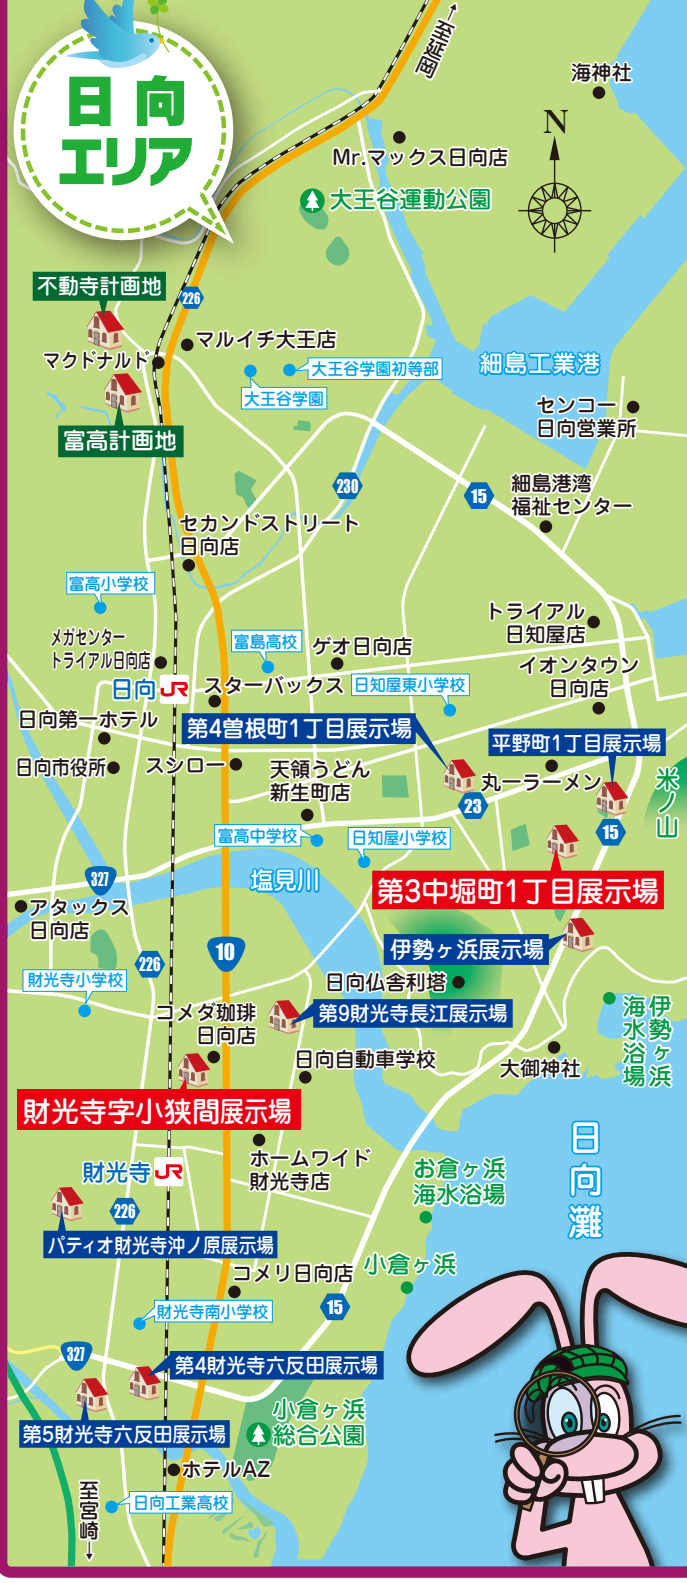 日向
エリア
←至延岡
海神社
N
Mr.マックス日向店
大王谷運動公園
不動寺計画地
226
マクドナルド
マルイチ大王店
細島工業港
大王谷学園初等部
大王谷学園
富高計画地
センコー
日向営業所
230
15
細島港湾
福祉センター
セカンドストリート
日向店
富高小学校
トライアル
日知屋店
メガセンター
トライアル日向店
富島高校
ゲオ日向店
イオンタウン
日向店
日向 JR
スターバックス
日知屋東小学校
日向第一ホテル
第4曽根町1丁目展示場
平野町1丁目展示場
日向市役所
スシロー
天領うどん
新生町店
丸一ラーメン
米ノ山
23
15
富高中学校
日知屋小学校
327
塩見川
第3中堀町1丁目展示場
アタックス
日向店
226
10
伊勢ヶ浜展示場
財光寺小学校
日向仏舎利塔
コメダ珈琲
日向店
第9財光寺長江展示場
伊勢ヶ浜
海水浴場
日向自動車学校
大御神社
財光寺字小狭間展示場
日向灘
ホームワイド
財光寺店
財光寺 JR
お倉ヶ浜
海水浴場
226
パティオ財光寺沖ノ原展示場
コメリ日向店
小倉ヶ浜
15
財光寺南小学校
327
第4財光寺六反田展示場
第5財光寺六反田展示場
小倉ヶ浜
総合公園
ホテルAZ
至宮崎→
日向工業高校